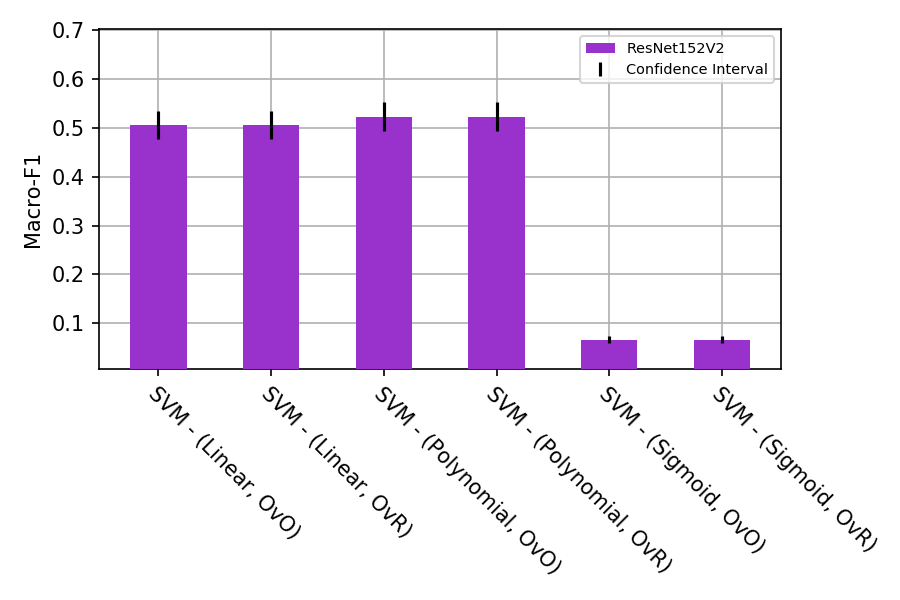 0.7
0.6
0.5
0.4
0.3
0.2
0.1
Macro-F1
ResNet152V2
Confidence Interval
SVM - (Linear, OvO)
SVM - (Linear, OvR)
SVM - (Polynomial, OvO)
SVM - (Polynomial, OvR)
SVM - (Sigmoid, OvO)
SVM - (Sigmoid, OvR)